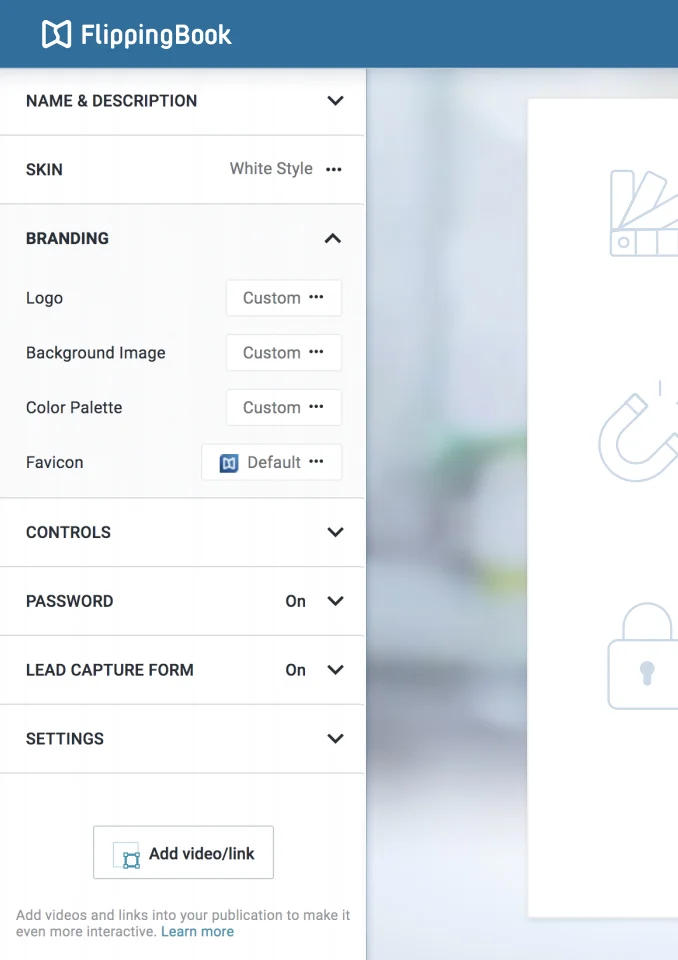 FlippingBook
NAME & DESCRIPTION
SKIN White Style
BRANDING
Logo Custom
Background Image Custom
Color Palette Custom
Favicon Default
CONTROLS
PASSWORD On
LEAD CAPTURE FORM On
SETTINGS
Add video/link
Add videos and links into your publication to make it
even more interactive. Learn more